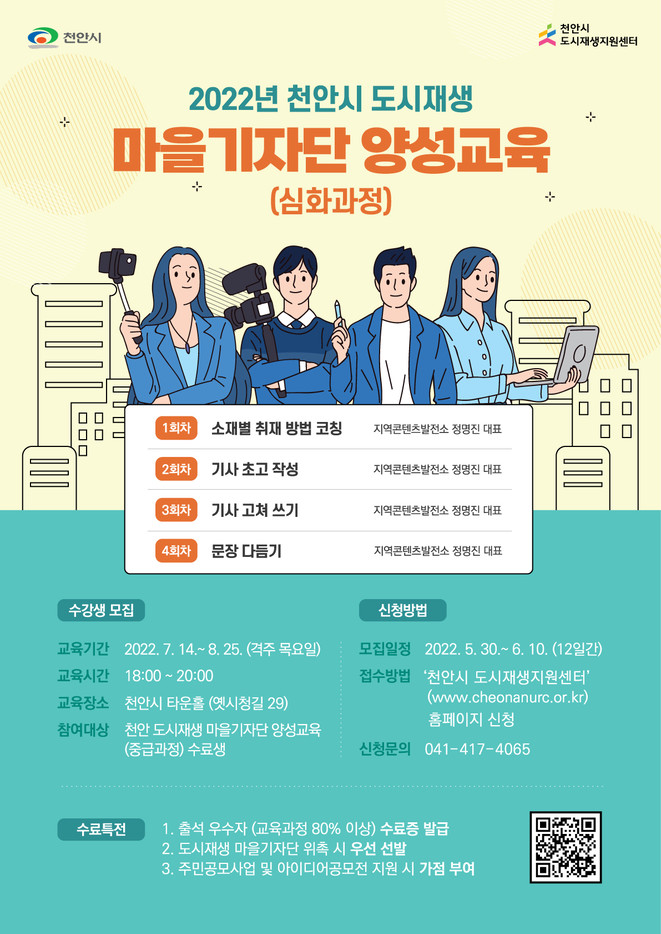 천안시
천안시
도시재생지원센터
2022년 천안시 도시재생
마을기자단 양성교육
(심화과정)
1회차 소재별 취재 방법 코칭 지역콘텐츠발전소 정명진 대표
2회차 기사 초고 작성 지역콘텐츠발전소 정명진 대표
3회차 기사 고쳐 쓰기 지역콘텐츠발전소 정명진 대표
4회차 문장 다듬기 지역콘텐츠발전소 정명진 대표
수강생 모집
교육기간 2022. 7. 14.~ 8. 25. (격주 목요일)
교육시간 18:00 ~ 20:00
교육장소 천안시 타운홀 (옛시청길 29)
참여대상 천안 도시재생 마을기자단 양성교육
(중급과정) 수료생
신청방법
모집일정 2022. 5. 30.~ 6. 10. (12일간)
접수방법 ‘천안시 도시재생지원센터’
(www.cheonanurc.or.kr)
홈페이지 신청
신청문의 041-417-4065
수료특전
1. 출석 우수자 (교육과정 80% 이상) 수료증 발급
2. 도시재생 마을기자단 위촉 시 우선 선발
3. 주민공모사업 및 아이디어공모전 지원 시 가점 부여